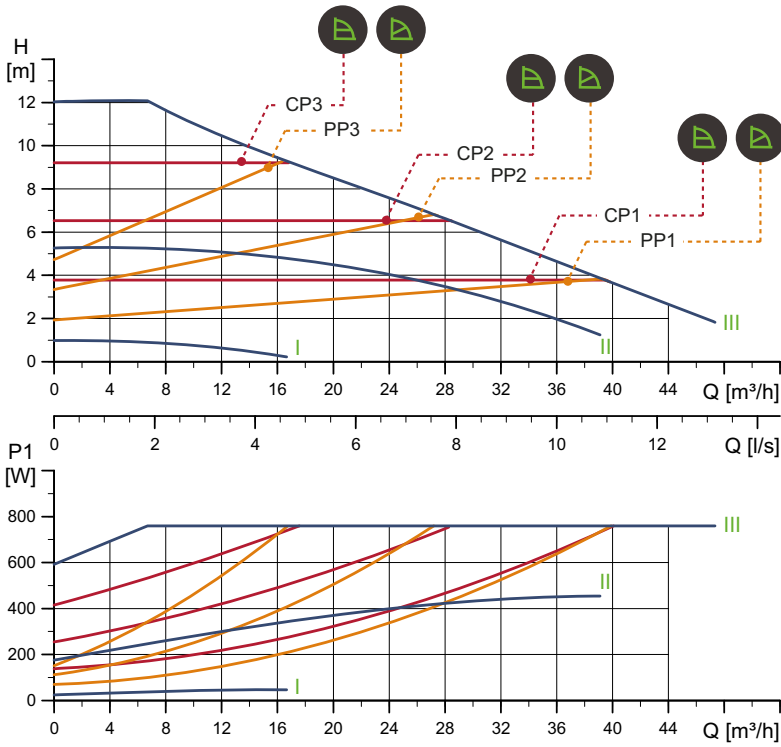 H
[m]
CP3
PP3
CP2
PP2
CP1
PP1
12
10
8
6
4
2
0
I
II
III
0 4 8 12 16 20 24 28 32 36 40 44 Q [m³/h]
0 2 4 6 8 10 12 Q [l/s]
P1
[W]
800
600
400
200
0
III
II
I
0 4 8 12 16 20 24 28 32 36 40 44 Q [m³/h]